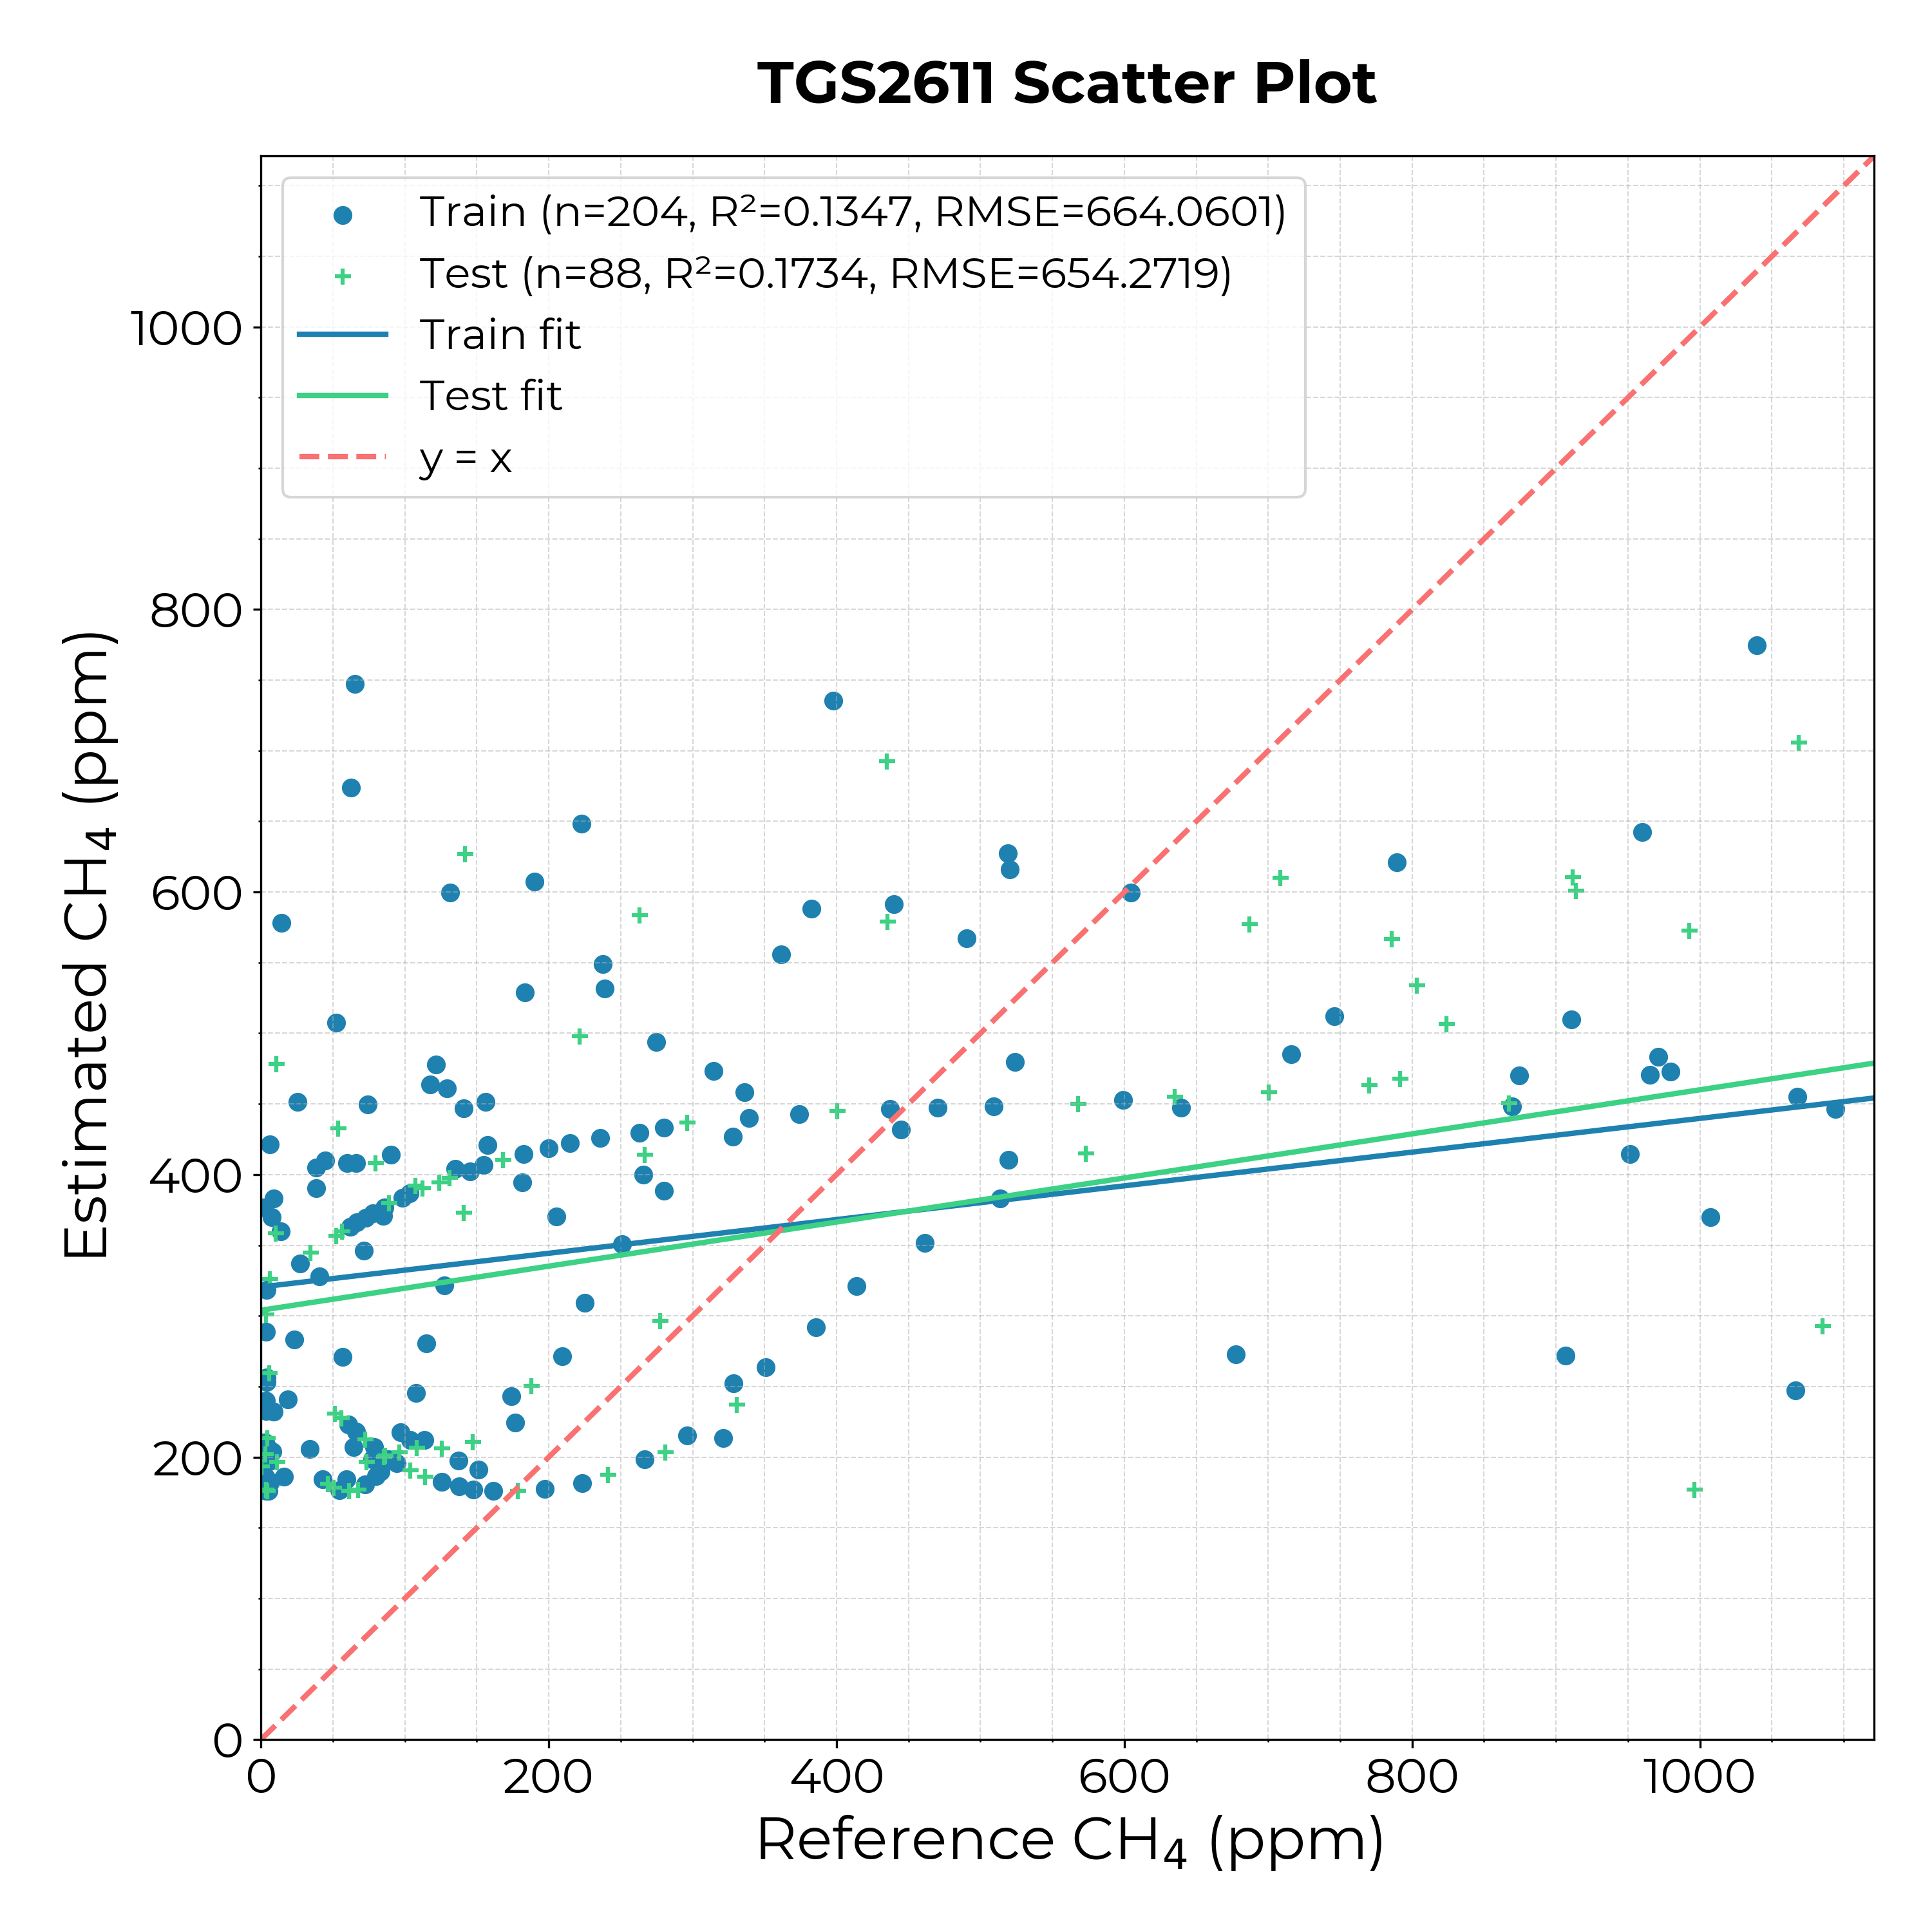 TGS2611 Scatter Plot
Train (n=204, R²=0.1347, RMSE=664.0601)
Test (n=88, R²=0.1734, RMSE=654.2719)
Train fit
Test fit
y = x
Estimated CH₄ (ppm)
1000
800
600
400
200
0
0 200 400 600 800 1000
Reference CH₄ (ppm)